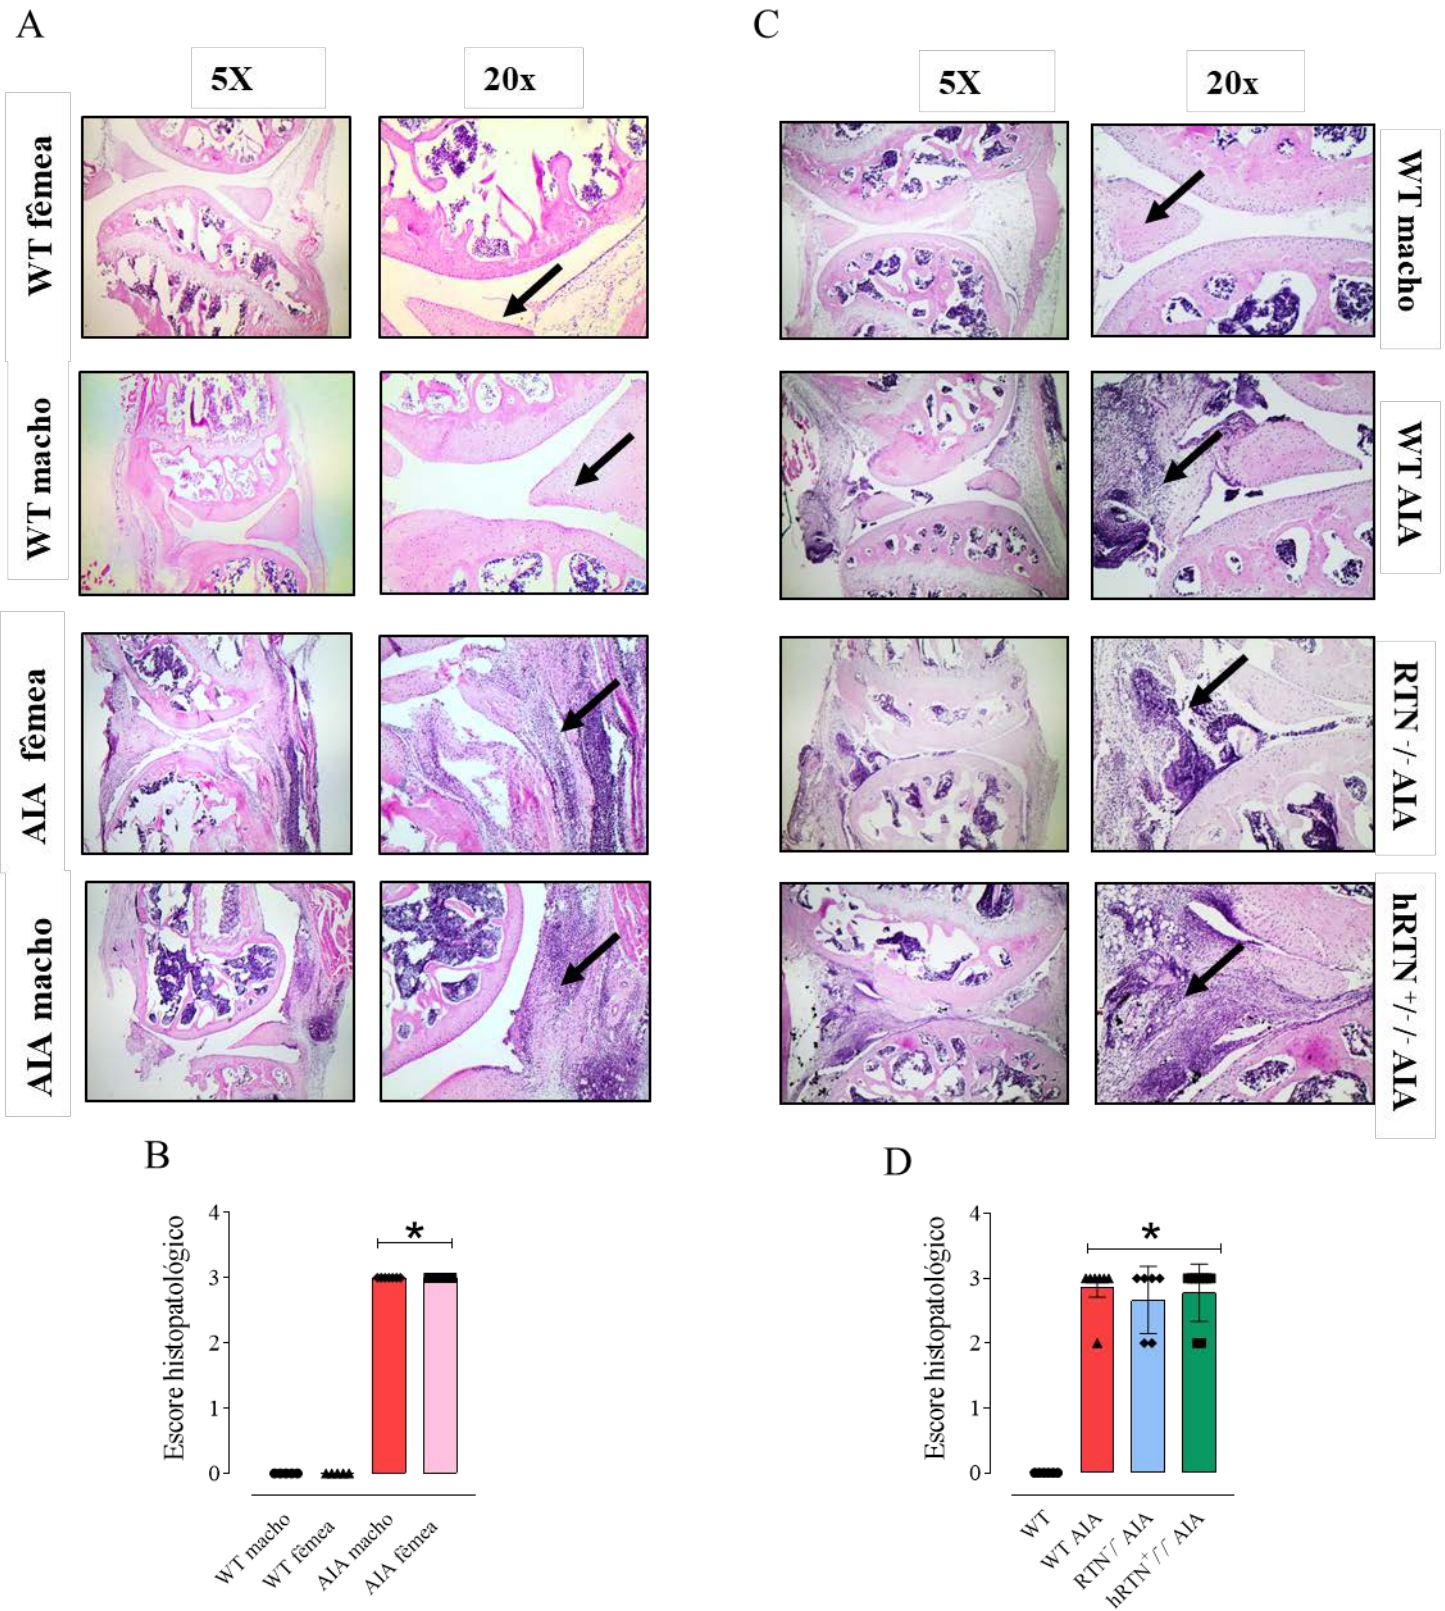 A
C
5X
20x
5X
20x
WT fêmea
WT macho
WT macho
WT AIA
AIA fêmea
RTN-/- AIA
AIA macho
hRTN+/-/- AIA
B
D
Escore histopatológico
4
3
2
1
0
*
WT macho
WT fêmea
AIA macho
AIA fêmea
Escore histopatológico
4
3
2
1
0
*
WT
WT AIA
RTN-/- AIA
hRTN+/-/- AIA